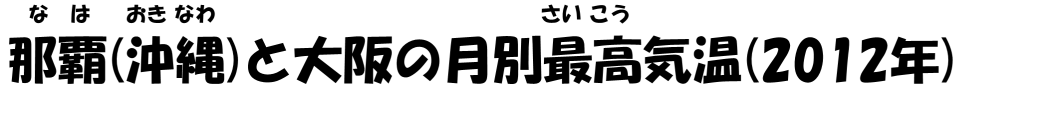 な は おき なわ さい こう
那覇(沖縄)と大阪の月別最高気温(2012年)